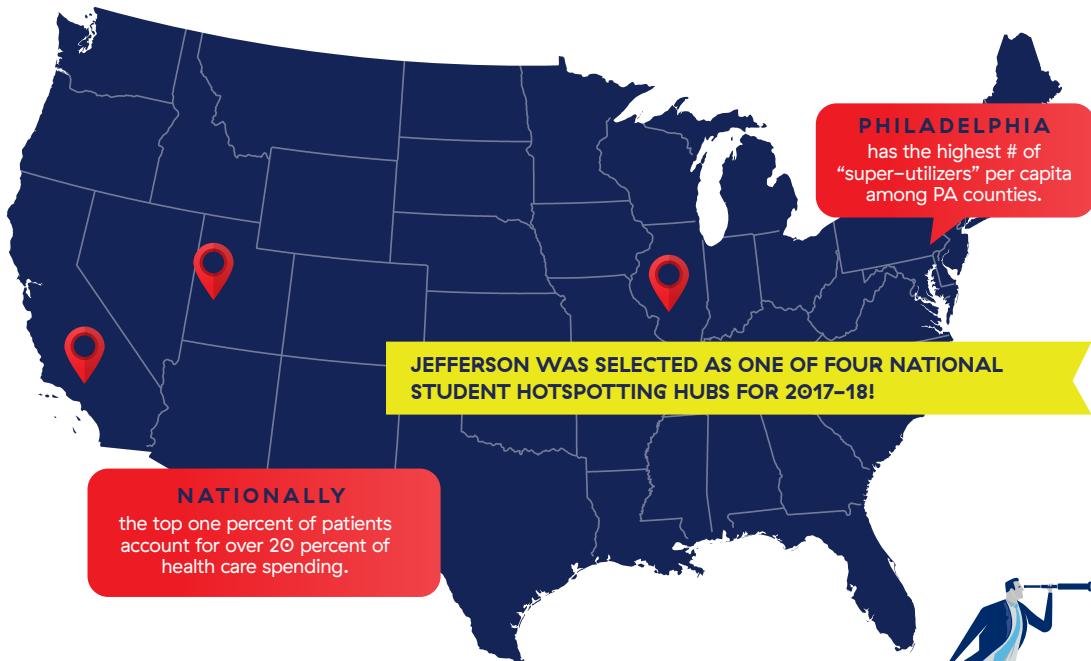 PHILADELPHIA
has the highest # of
“super-utilizers” per capita
among PA counties.
JEFFERSON WAS SELECTED AS ONE OF FOUR NATIONAL
STUDENT HOTSPOTTING HUBS FOR 2017-18!
NATIONALLY
the top one percent of patients
account for over 20 percent of
health care spending.